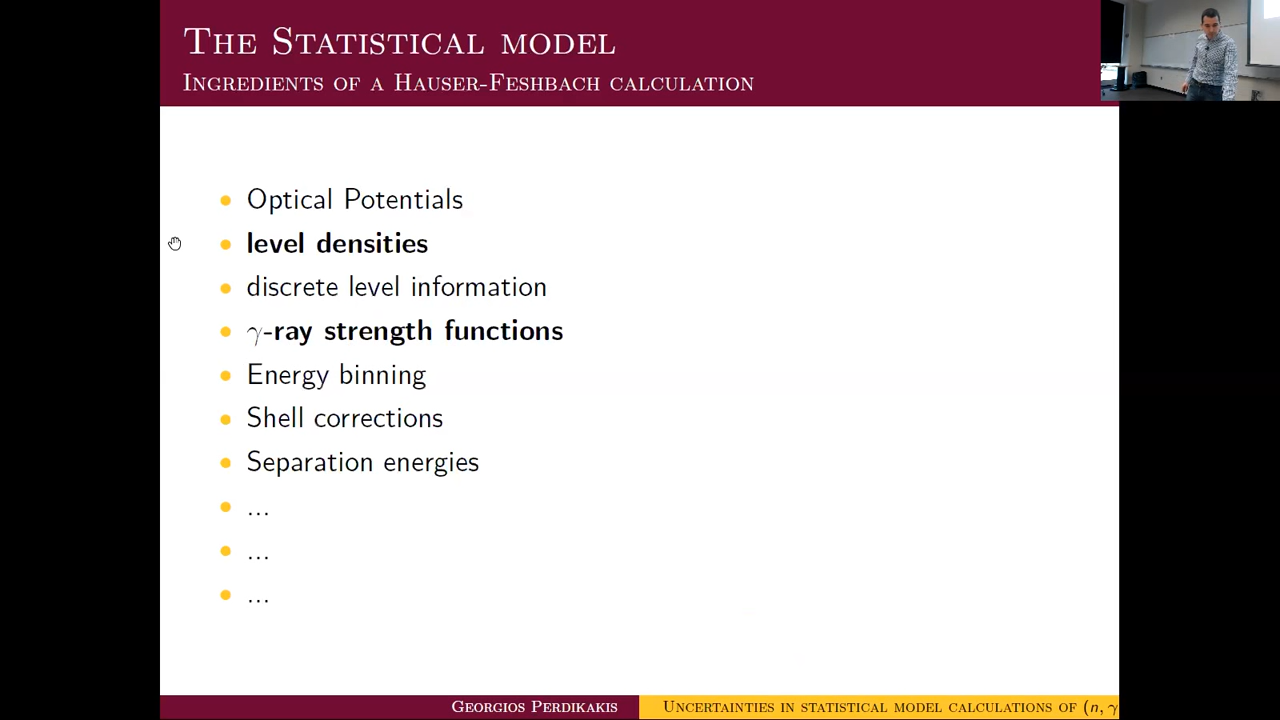 The Statistical model
Ingredients of a Hauser-Feshbach calculation
Optical Potentials
level densities
discrete level information
γ-ray strength functions
Energy binning
Shell corrections
Separation energies
...
...
...
Georgios Perdikakis
Uncertainties in statistical model calculations of (n, γ